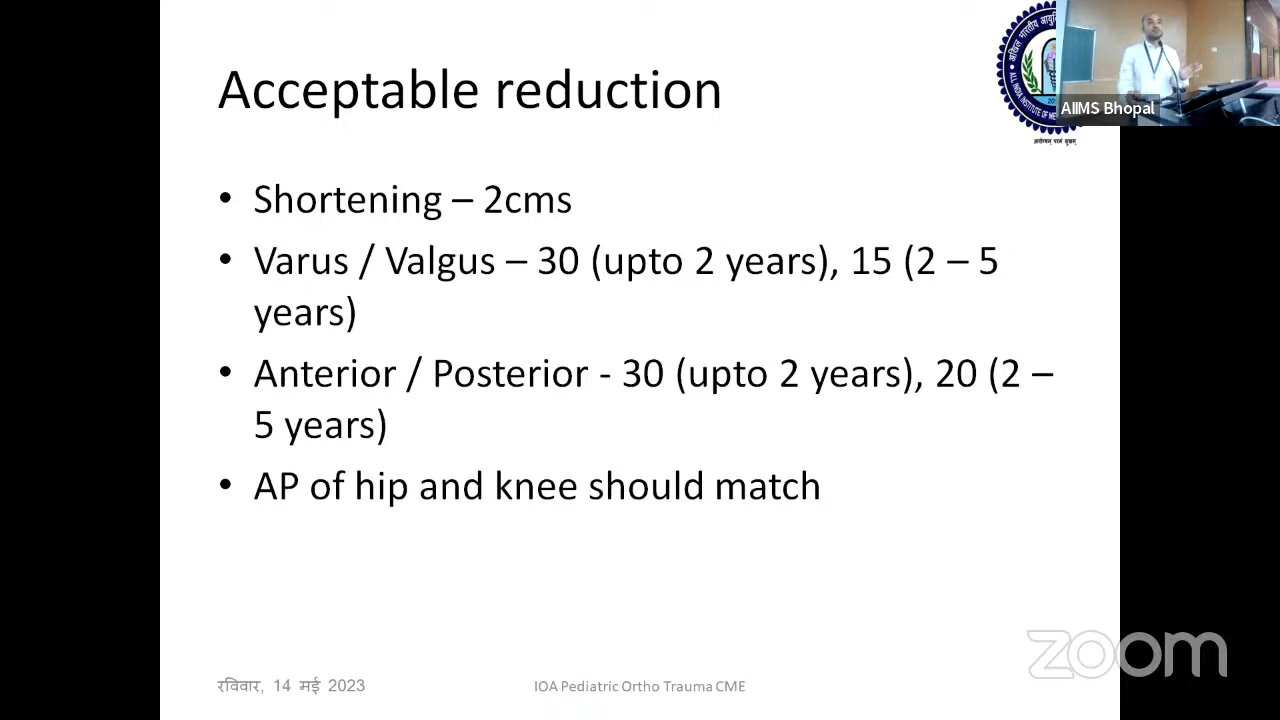 Acceptable reduction
AIIMS Bhopal
• Shortening – 2cms
• Varus / Valgus – 30 (upto 2 years), 15 (2 – 5
years)
• Anterior / Posterior - 30 (upto 2 years), 20 (2 –
5 years)
• AP of hip and knee should match
zoom
रविवार, 14 मई 2023
IOA Pediatric Ortho Trauma CME